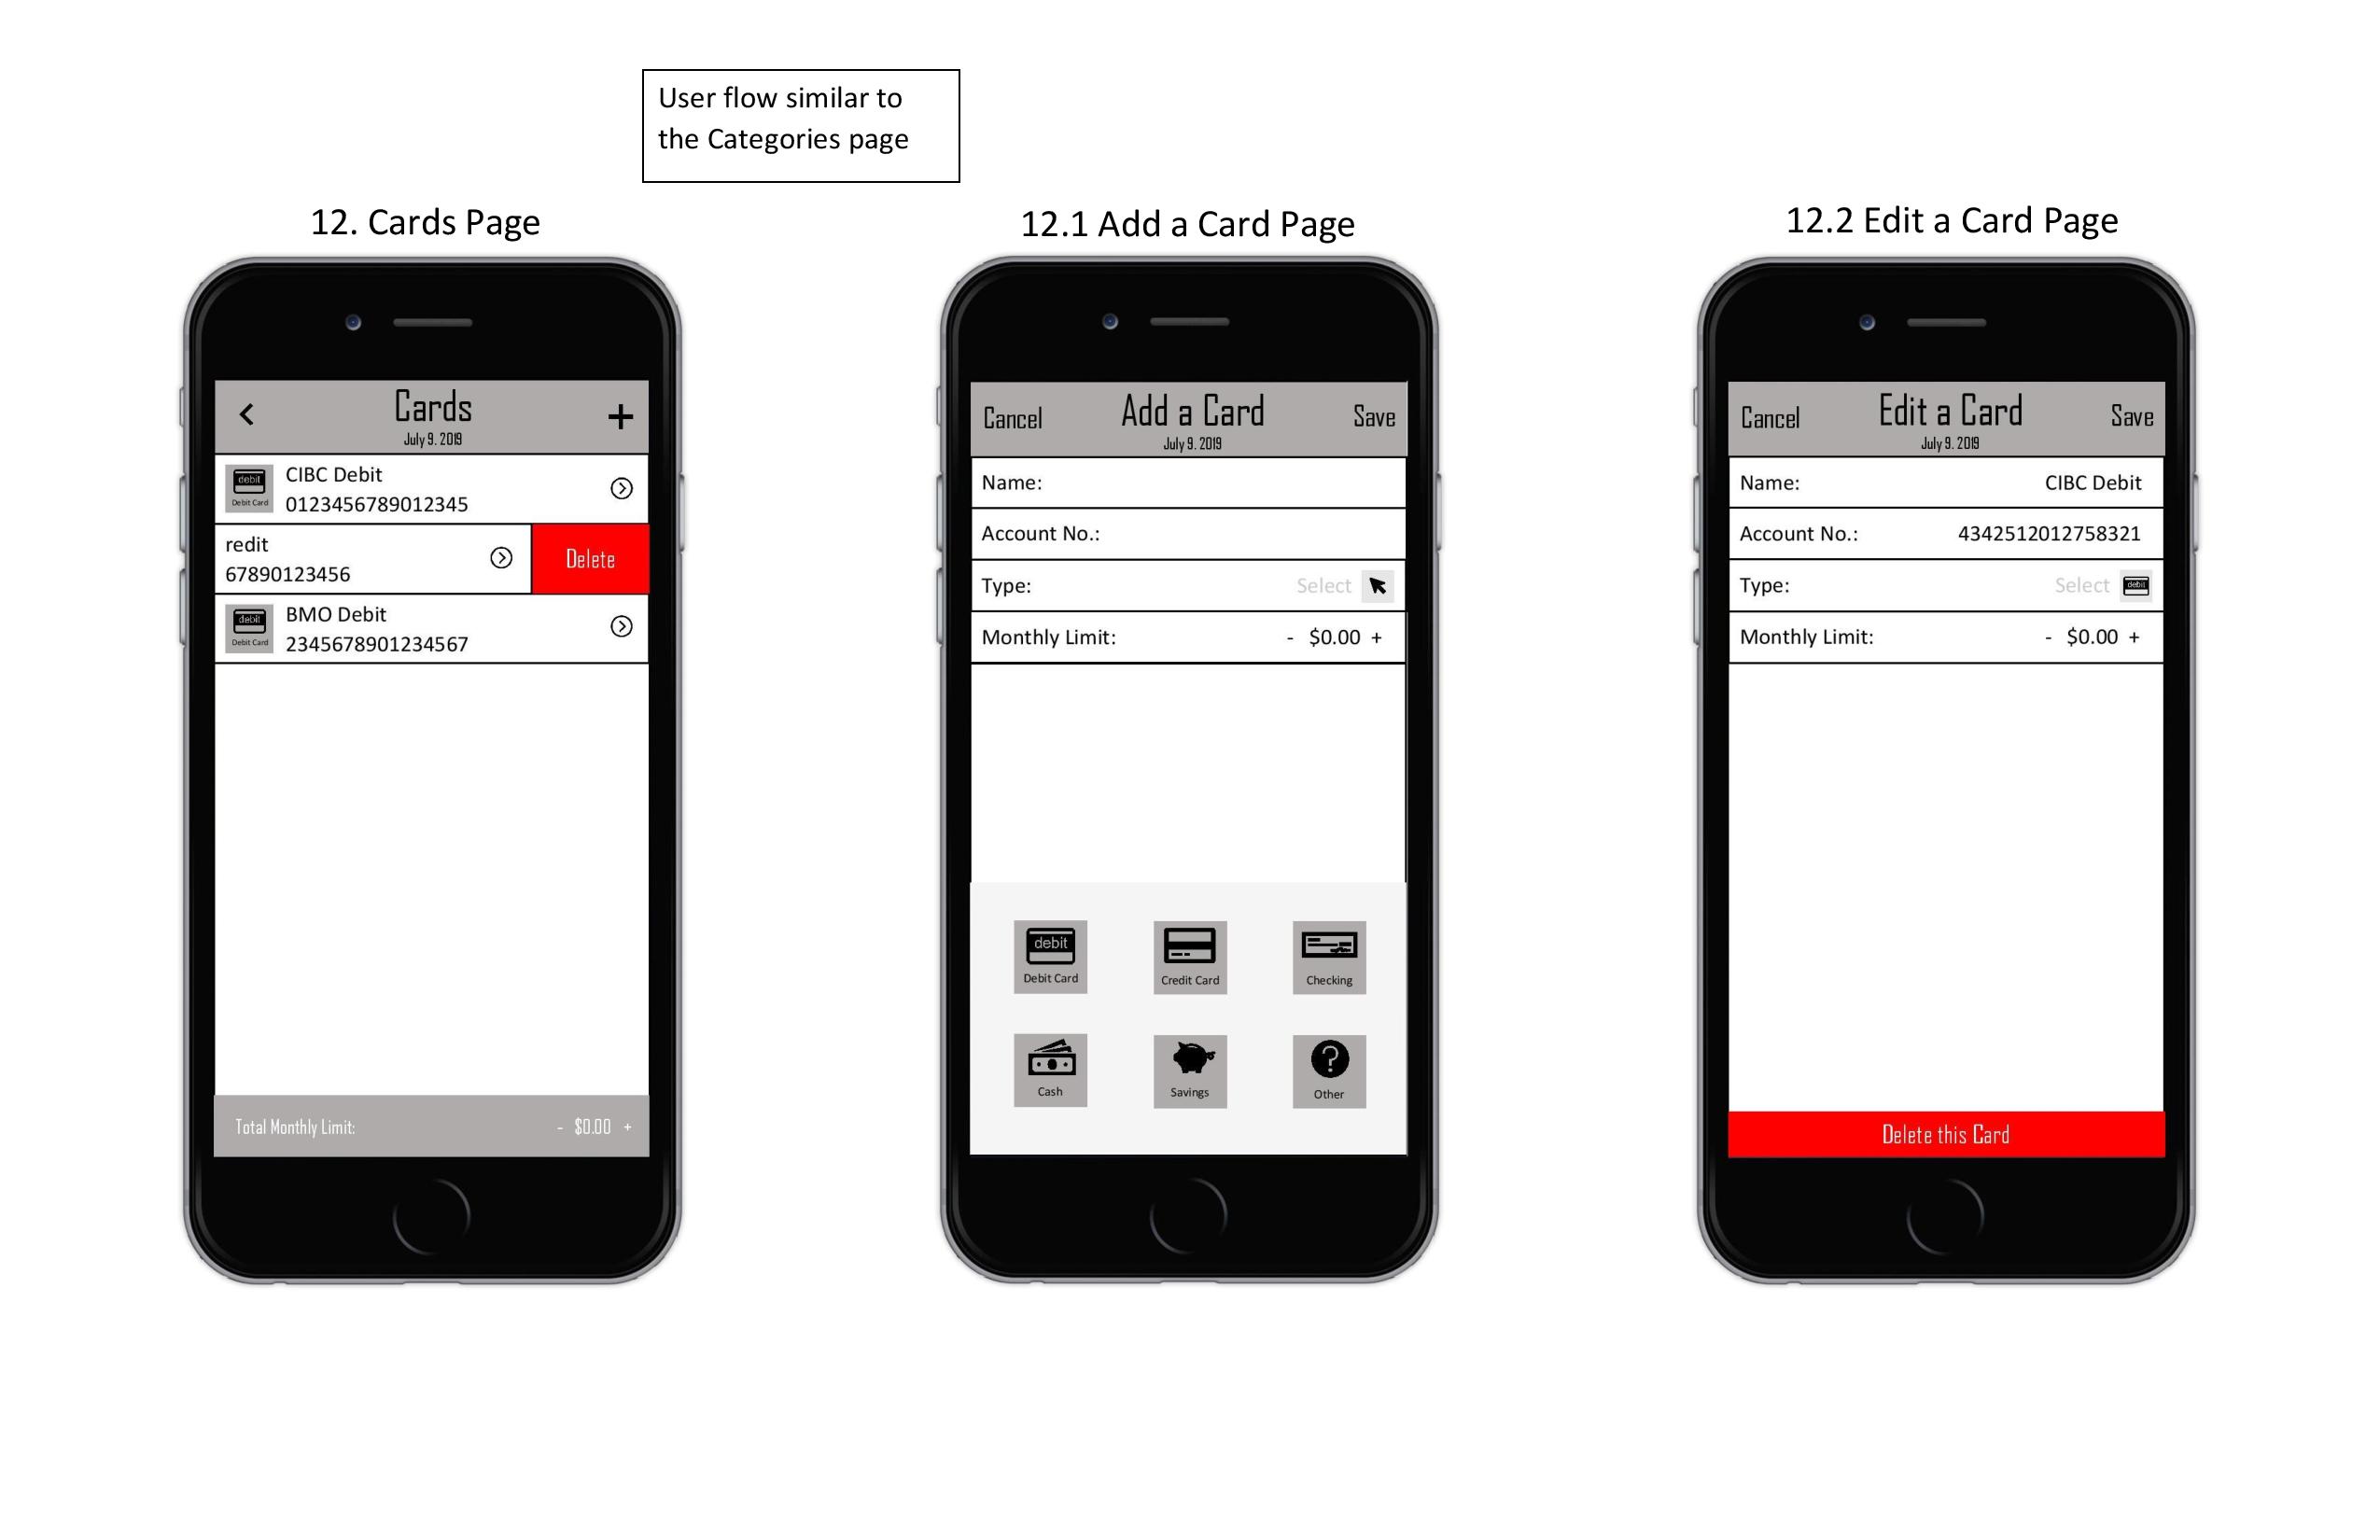 User flow similar to
the Categories page
12. Cards Page
Cards
July 9. 2019
+
debit
Debit Card
CIBC Debit
0123456789012345
redit
67890123456
Delete
debit
Debit Card
BMO Debit
2345678901234567
Total Monthly Limit: - $0.00 +
12.1 Add a Card Page
Cancel Add a Card Save
July 9. 2019
Name:
Account No.:
Type: Select
Monthly Limit: - $0.00 +
debit
Debit Card
Credit Card
Checking
Cash
Savings
?
Other
12.2 Edit a Card Page
Cancel Edit a Card Save
July 9. 2019
Name: CIBC Debit
Account No.: 4342512012758321
Type: Select debit
Monthly Limit: - $0.00 +
Delete this Card